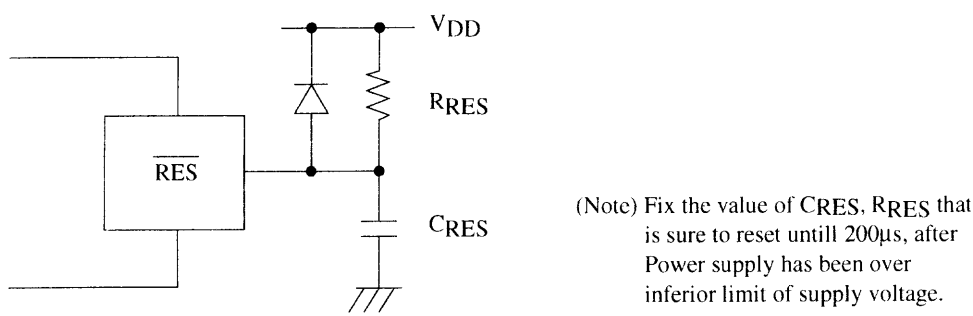 VDD
RRES
RES
CRES
(Note) Fix the value of CRES, RRES that
is sure to reset untill 200μs, after
Power supply has been over
inferior limit of supply voltage.